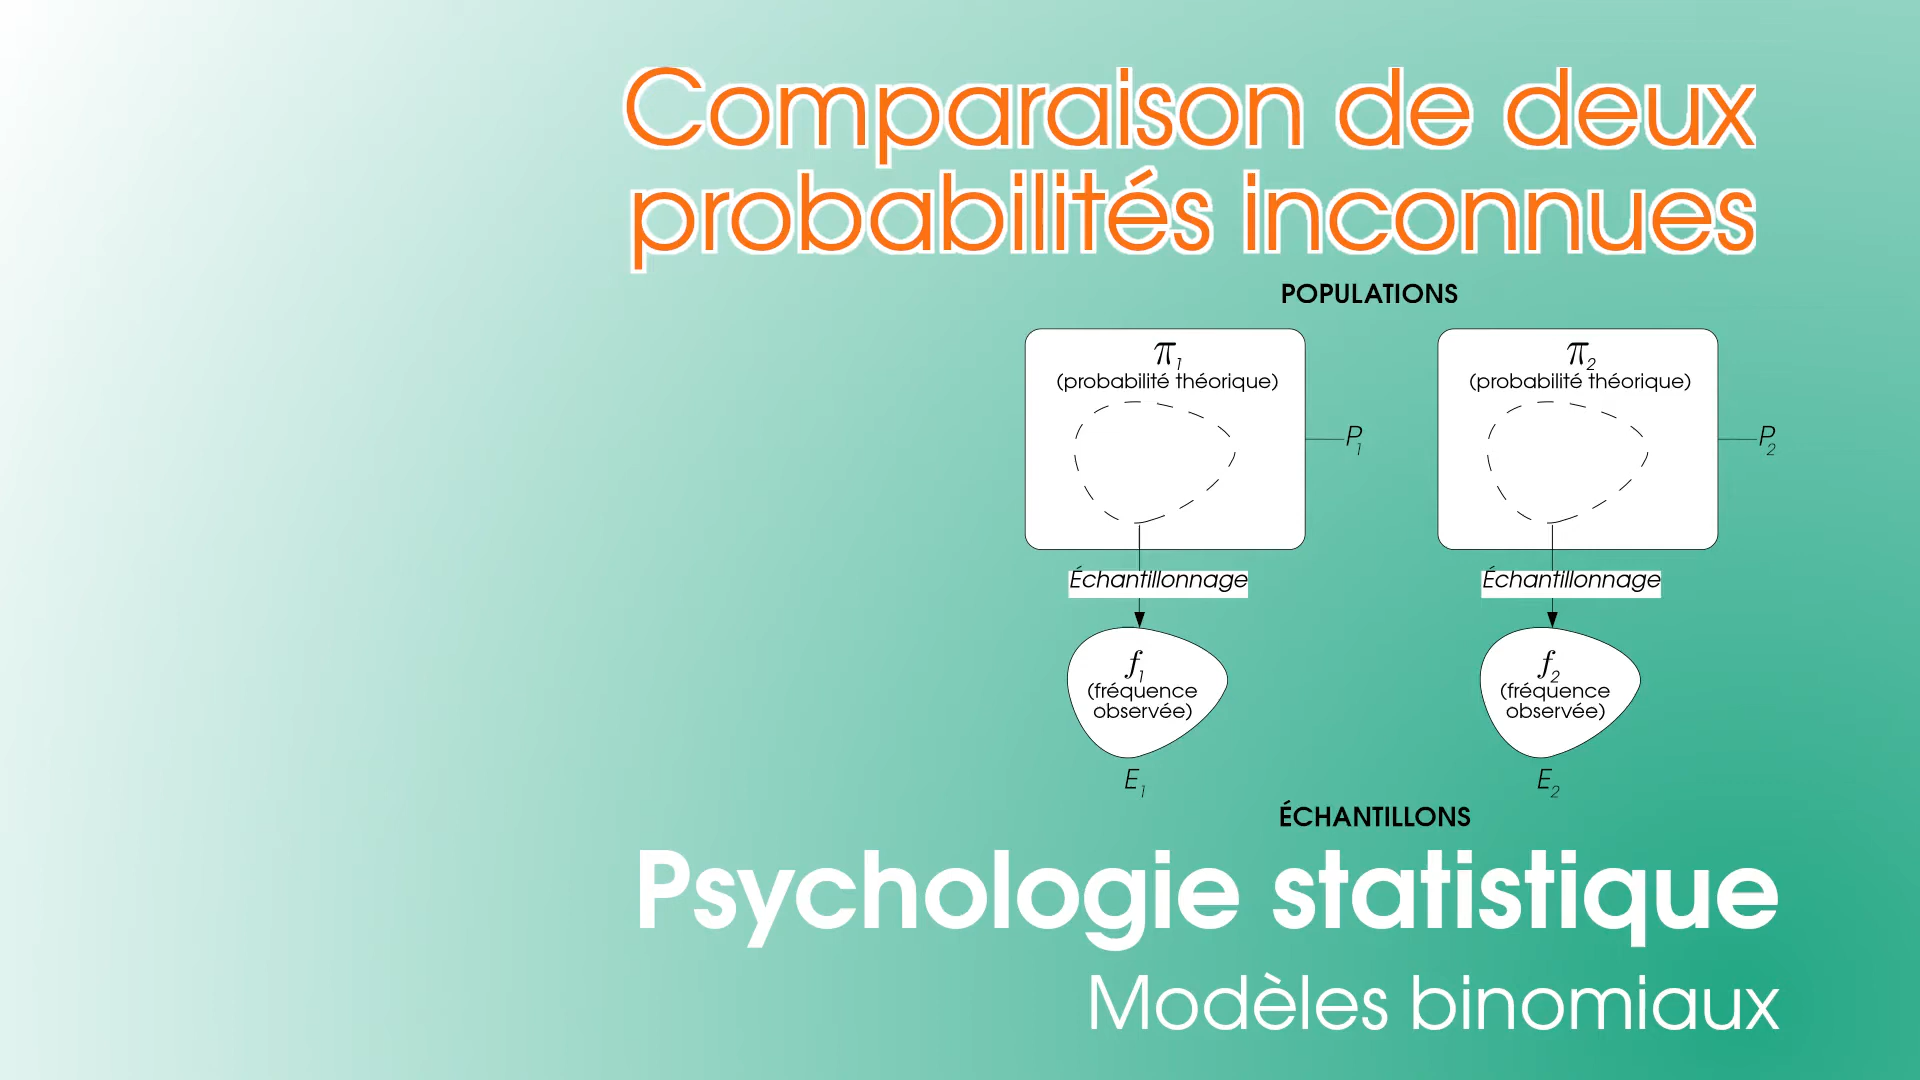 Comparaison de deux
probabilités inconnues
POPULATIONS
π1
(probabilité théorique)
P1
π2
(probabilité théorique)
P2
Échantillonnage
Échantillonnage
f1
(fréquence
observée)
E1
f2
(fréquence
observée)
E2
ÉCHANTILLONS
Psychologie statistique
Modèles binomiaux